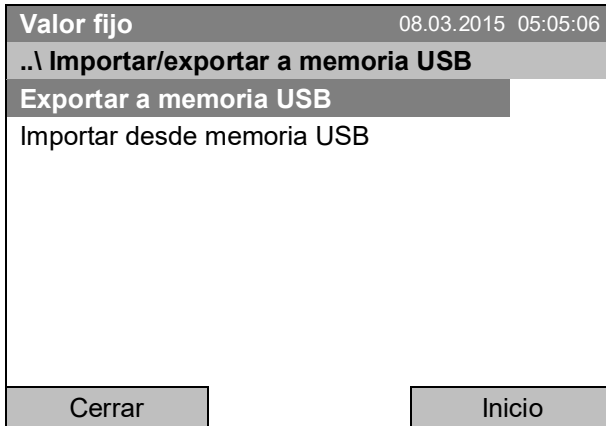 Valor fijo 08.03.2015 05:05:06
..\ Importar/exportar a memoria USB
Exportar a memoria USB
Importar desde memoria USB
Cerrar Inicio